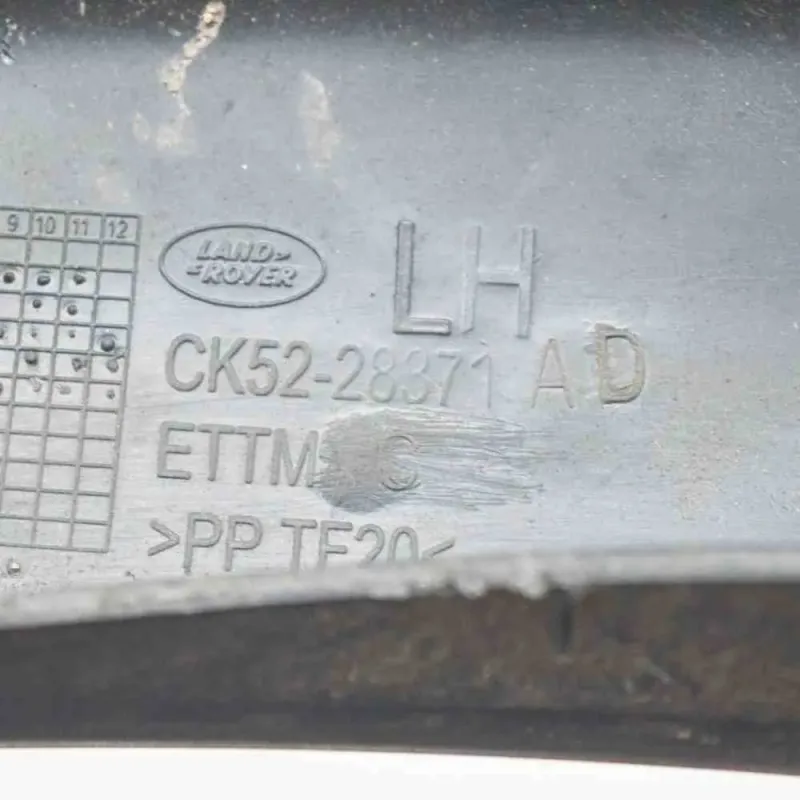 9 10 11 12
LAND
ROVER
LH
CK52-28371 AD
ETTM
>PP TF20<